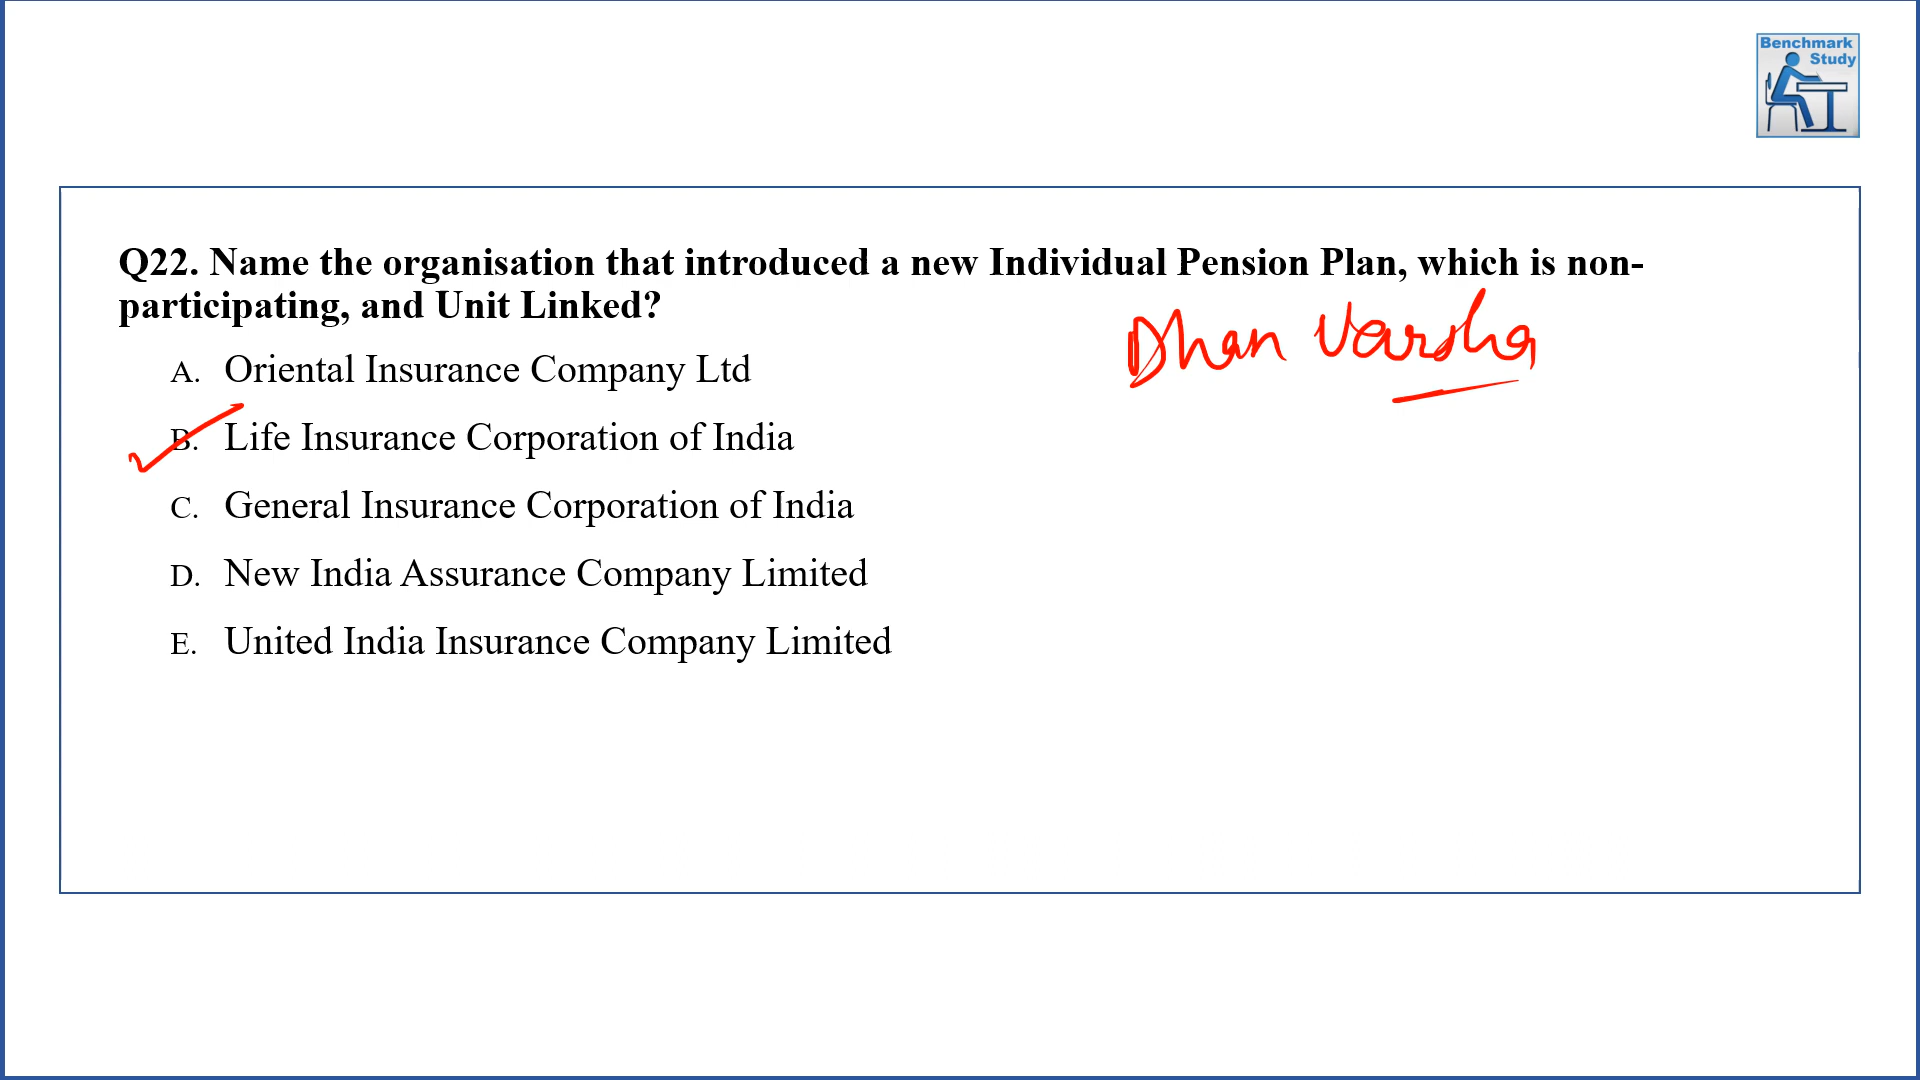 Benchmark
Study
Q22. Name the organisation that introduced a new Individual Pension Plan, which is non-
participating, and Unit Linked?
Dhan Varsha
A. Oriental Insurance Company Ltd
B. Life Insurance Corporation of India
C. General Insurance Corporation of India
D. New India Assurance Company Limited
E. United India Insurance Company Limited